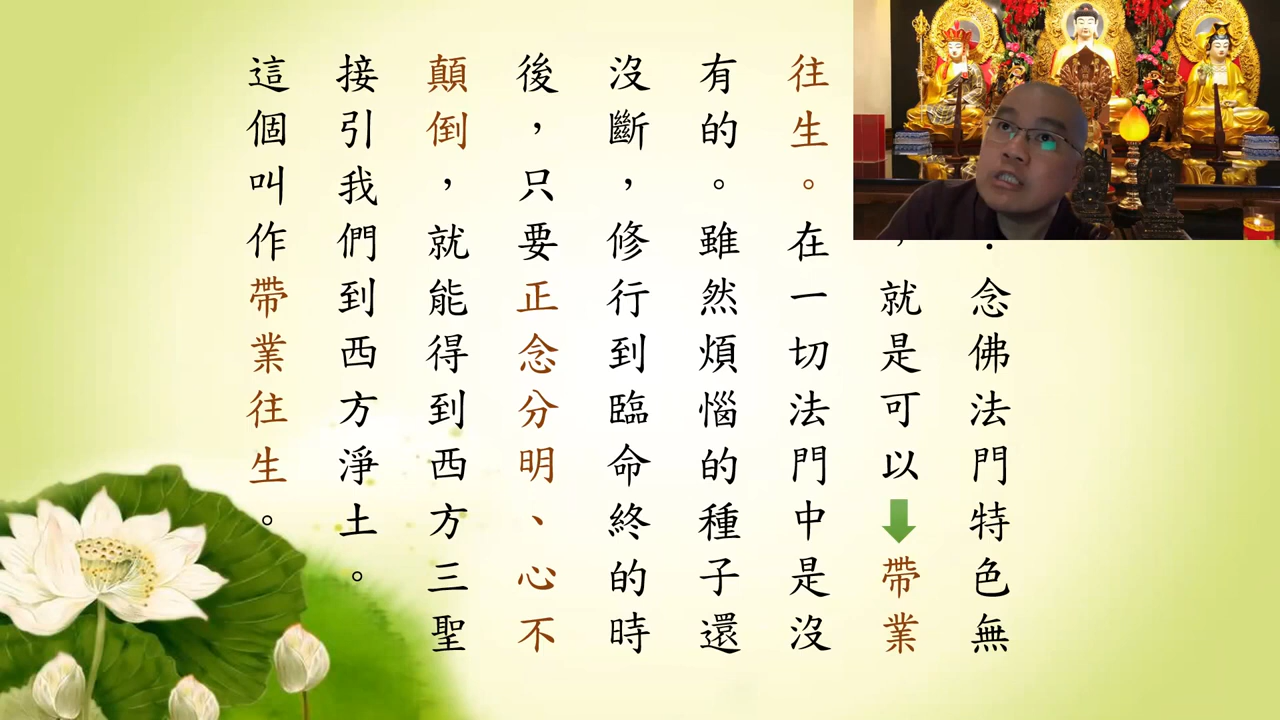 ：念佛法門特色無
，就是可以帶業
往生。在一切法門中是沒
有的。雖然煩惱的種子還
沒斷，修行到臨命終的時
後，只要正念分明、心不
顛倒，就能得到西方三聖
接引我們到西方淨土。
這個叫作帶業往生。